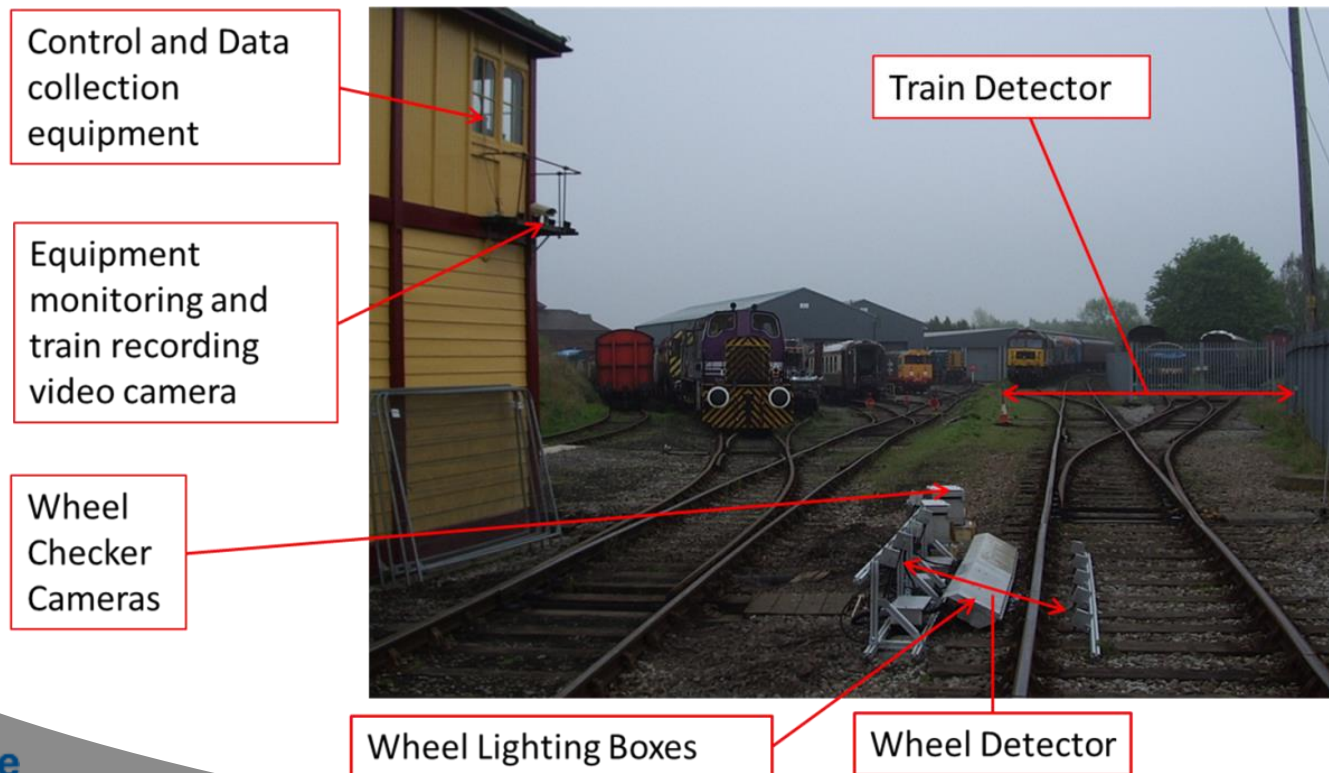 Control and Data
collection
equipment
Train Detector
Equipment
monitoring and
train recording
video camera
Wheel
Checker
Cameras
Wheel Lighting Boxes
Wheel Detector